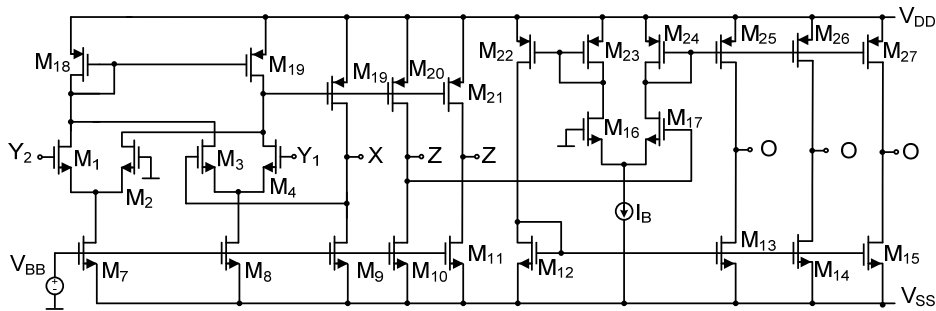 V_DD
M18
M19
M19
M20
M21
M22
M23
M24
M25
M26
M27
Y2
M1
M2
M3
M4
Y1
X
Z
Z
M16
M17
O
O
O
I_B
V_BB
+
-
M7
M8
M9
M10
M11
M12
M13
M14
M15
V_SS